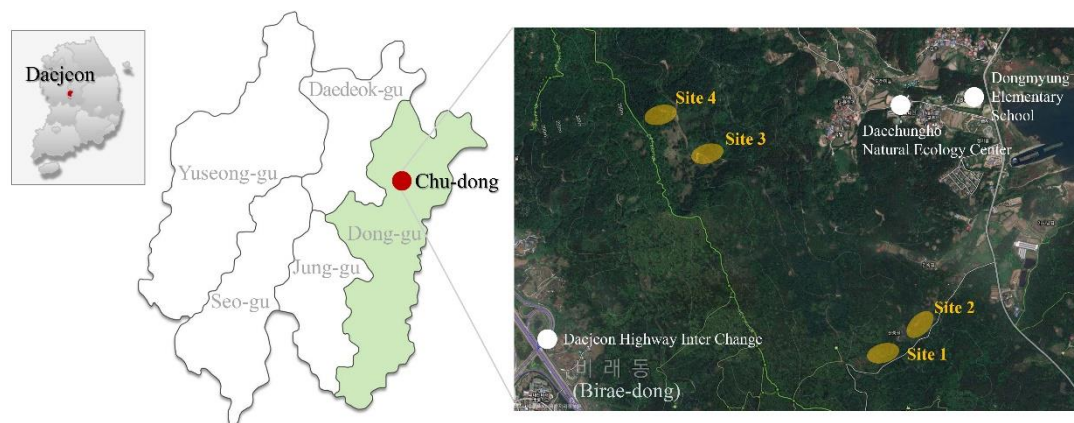 Daejeon
Daedeok-gu
Yuseong-gu
Chu-dong
Dong-gu
Jung-gu
Seo-gu
Site 4
Site 3
Dongmyung
Elementary
School
Daechungho
Natural Ecology Center
Site 2
Site 1
Daejeon Highway Inter Change
비래동
(Birae-dong)